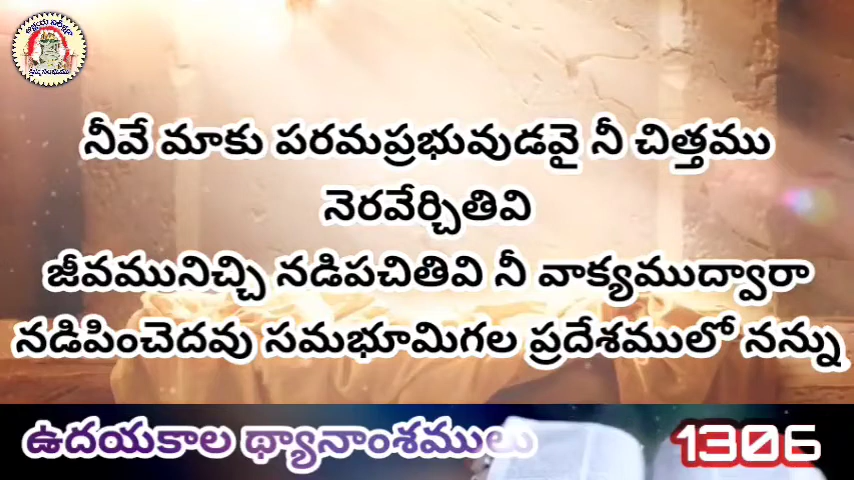 నీవే మాకు పరమప్రభువుడవై నీ చిత్తము
నెరవేర్చితివి
జీవమునిచ్చి నడిపచితివి నీ వాక్యముద్వారా
నడిపించెదవు సమభూమిగల ప్రదేశములో నన్ను
ఉదయకాల థ్యానాంశములు
1306